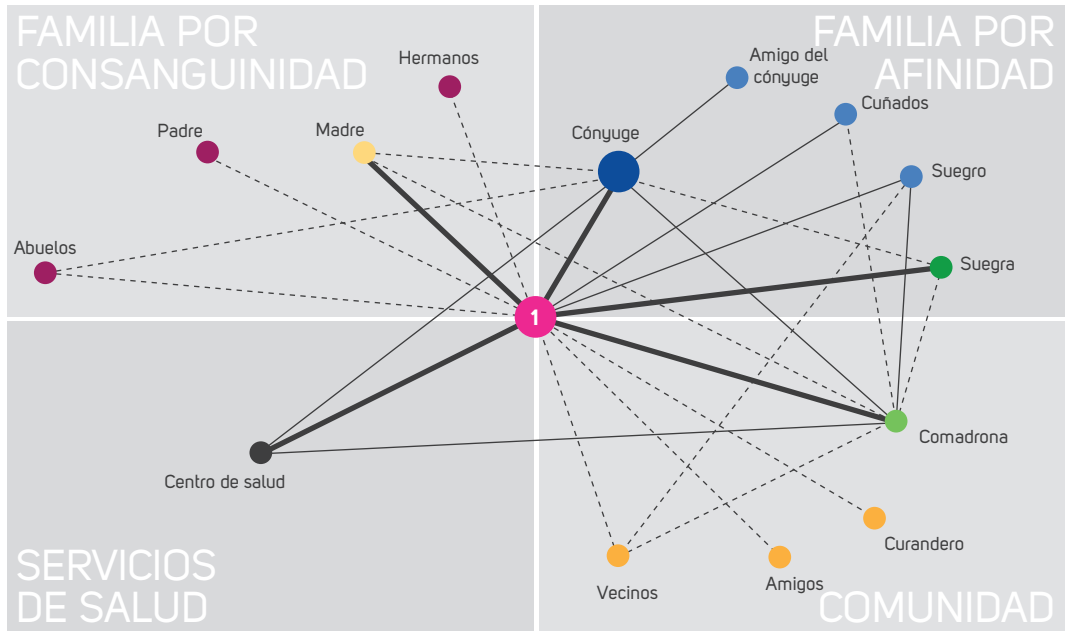 FAMILIA POR
CONSANGUINIDAD
Hermanos
Padre
Madre
Abuelos
FAMILIA POR
AFINIDAD
Amigo del
cónyuge
Cuñados
Cónyuge
Suegro
Suegra
1
Centro de salud
SERVICIOS
DE SALUD
Comadrona
Curandero
Vecinos
Amigos
COMUNIDAD